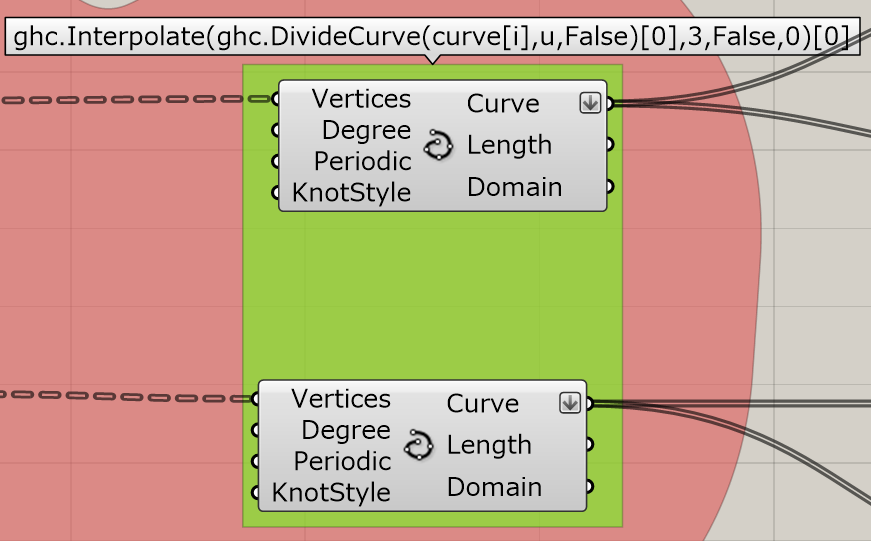 ghc.Interpolate(ghc.DivideCurve(curve[i],u,False)[0],3,False,0)[0]
Vertices Curve
Degree
Length
Periodic
KnotStyle Domain
Vertices Curve
Degree
Length
Periodic
KnotStyle Domain